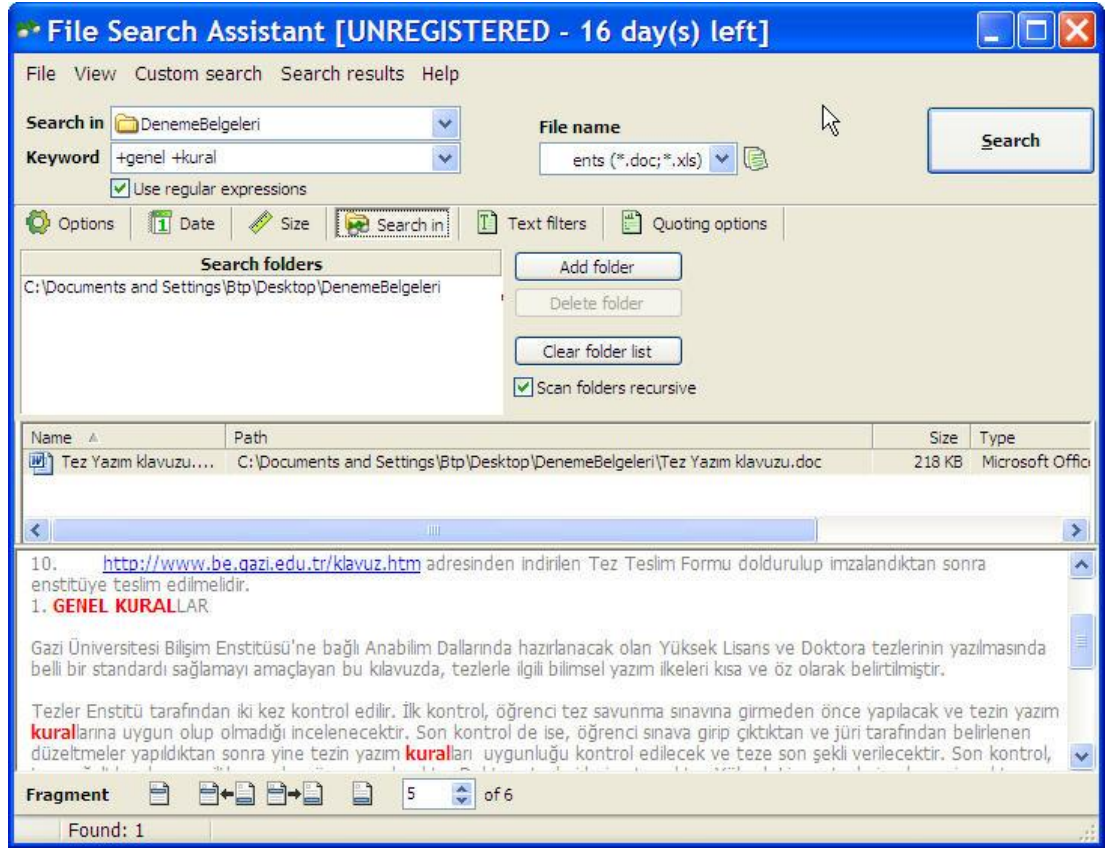 File Search Assistant [UNREGISTERED - 16 day(s) left]
File View Custom search Search results Help
Search in DenemeBelgeleri
File name
Keyword +genel +kural
ents (*.doc;*.xls)
Search
Use regular expressions
Options Date Size Search in Text filters Quoting options
Search folders
C:\Documents and Settings\Btp\Desktop\DenemeBelgeleri
Add folder
Delete folder
Clear folder list
Scan folders recursive
Name Path Size Type
Tez Yazım klavuzu.... C:\Documents and Settings\Btp\Desktop\DenemeBelgeleri\Tez Yazım klavuzu.doc 218 KB Microsoft Offic
10. http://www.be.gazi.edu.tr/klavuz.htm adresinden indirilen Tez Teslim Formu doldurulup imzalandıktan sonra
enstitüye teslim edilmelidir.
1. GENEL KURALLAR
Gazi Üniversitesi Bilişim Enstitüsü'ne bağlı Anabilim Dallarında hazırlanacak olan Yüksek Lisans ve Doktora tezlerinin yazılmasında
belli bir standardı sağlamayı amaçlayan bu kılavuzda, tezlerle ilgili bilimsel yazım ilkeleri kısa ve öz olarak belirtilmiştir.
Tezler Enstitü tarafından iki kez kontrol edilir. İlk kontrol, öğrenci tez savunma sınavına girmeden önce yapılacak ve tezin yazım
kurallarına uygun olup olmadığı incelenecektir. Son kontrol de ise, öğrenci sınava girip çıktıktan ve jüri tarafından belirlenen
düzeltmeler yapıldıktan sonra yine tezin yazım kuralları uygunluğu kontrol edilecek ve teze son şekli verilecektir. Son kontrol,
Fragment 5 of 6
Found: 1